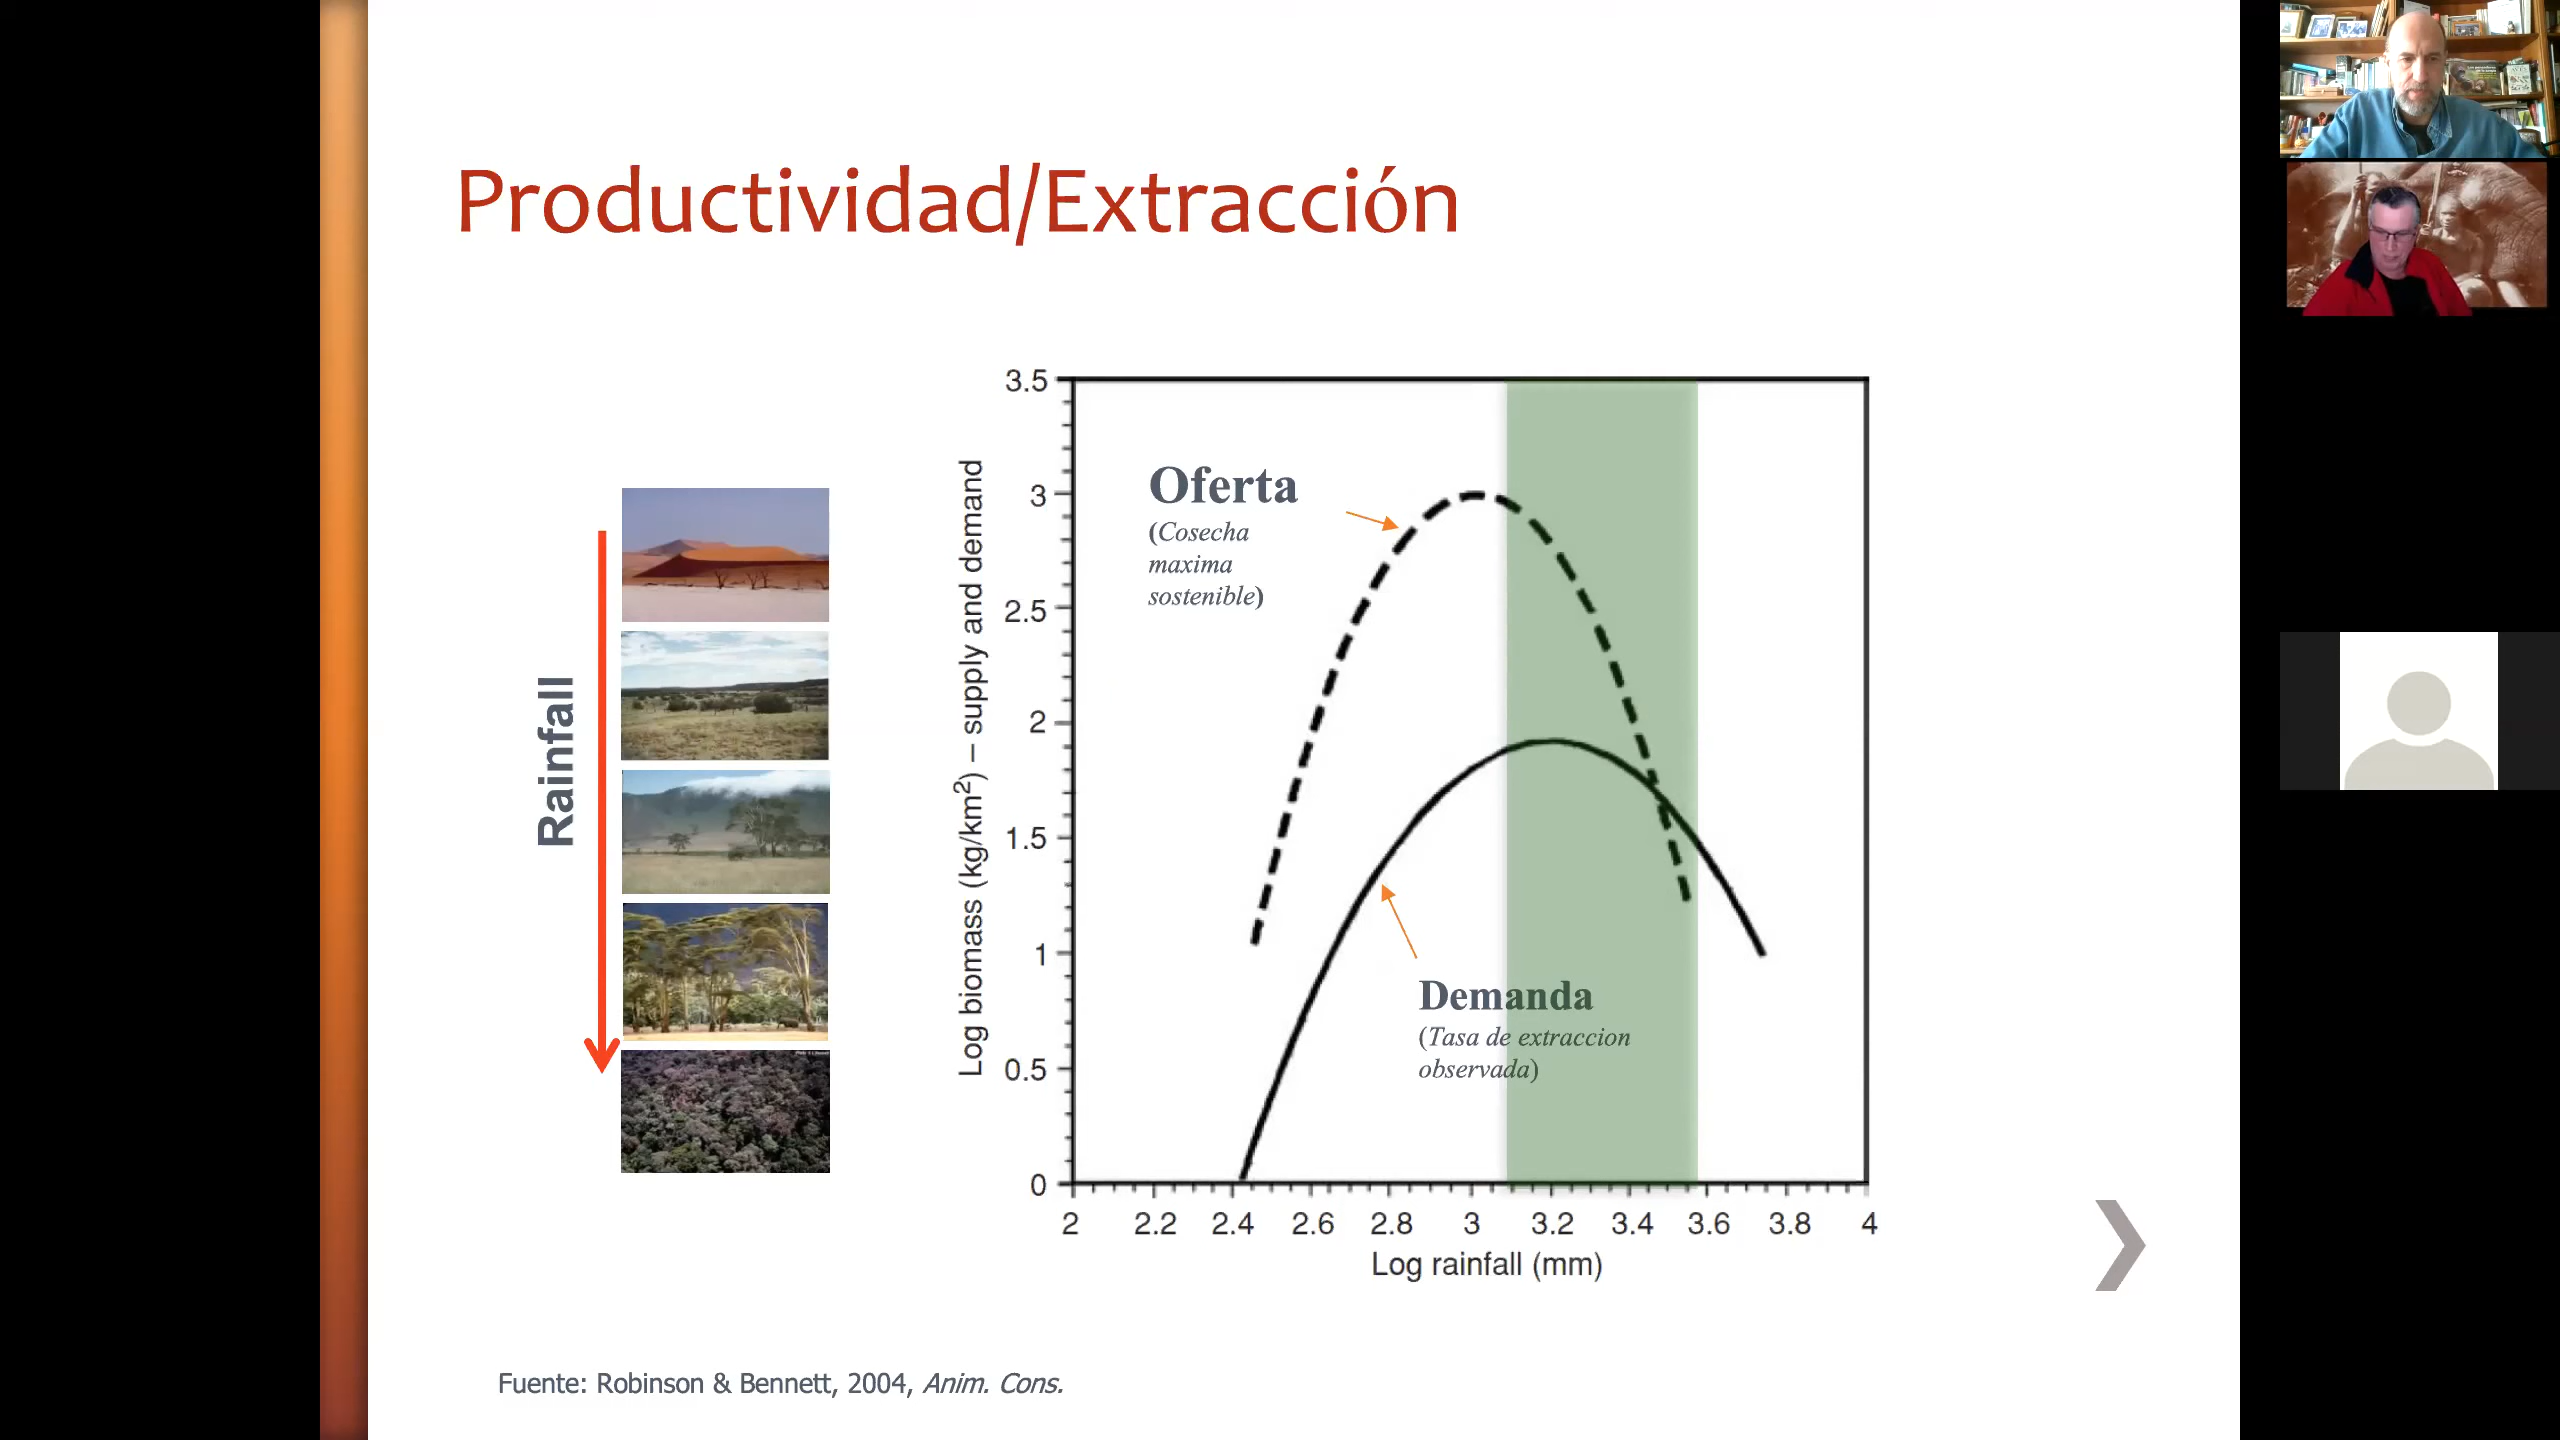 Productividad/Extracción
Rainfall
Log biomass (kg/km2) – supply and demand
3.5
3
2.5
2
1.5
1
0.5
0
Oferta
(Cosecha
maxima
sostenible)
Demanda
(Tasa de extraccion
observada)
2 2.2 2.4 2.6 2.8 3 3.2 3.4 3.6 3.8 4
Log rainfall (mm)
Fuente: Robinson & Bennett, 2004, Anim. Cons.